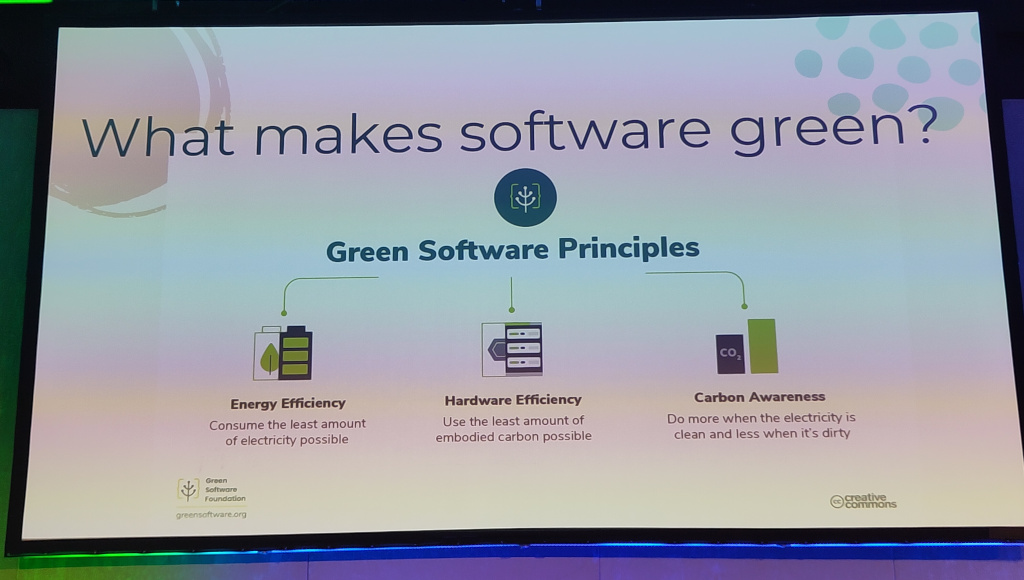 What makes software green?
Green Software Principles
CO₂
Energy Efficiency
Consume the least amount
of electricity possible
Hardware Efficiency
Use the least amount of
embodied carbon possible
Carbon Awareness
Do more when the electricity is
clean and less when it's dirty
Green
Software
Foundation
greensoftware.org
cc creative
commons